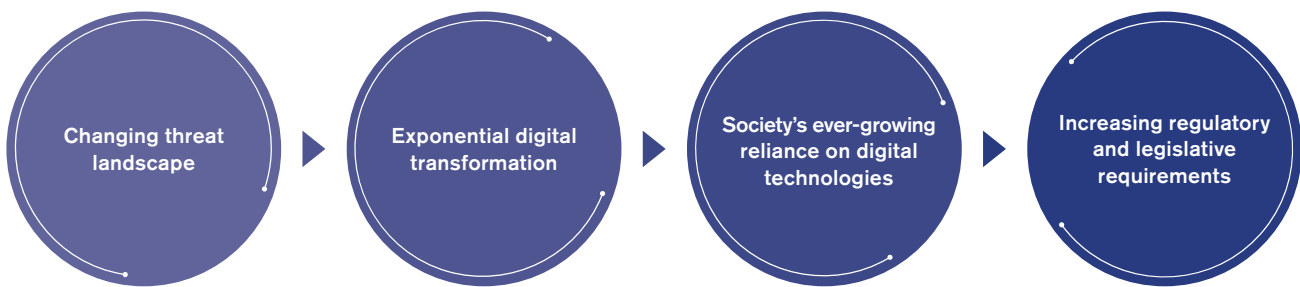 Changing threat
landscape
Exponential digital
transformation
Society's ever-growing
reliance on digital
technologies
Increasing regulatory
and legislative
requirements